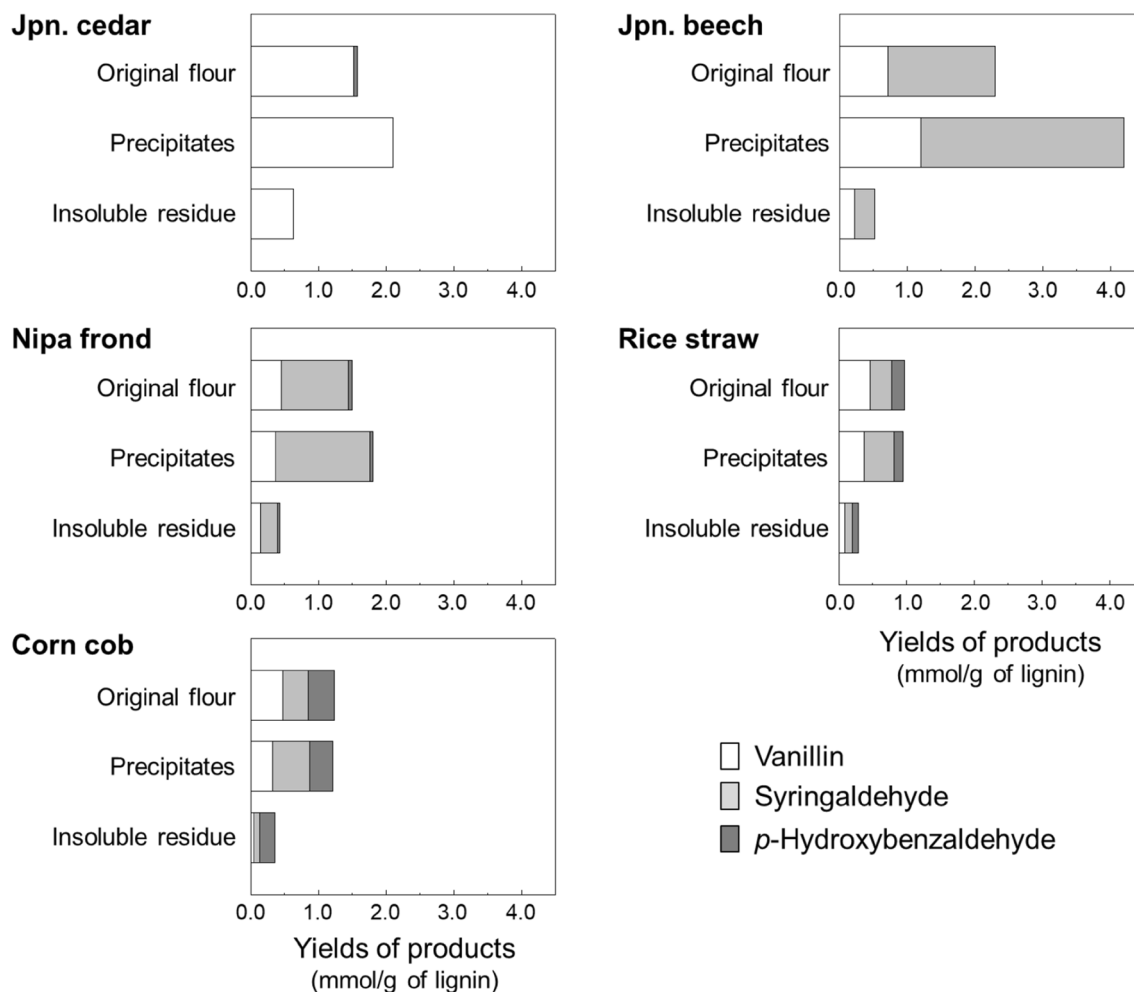 Jpn. cedar
Original flour
Precipitates
Insoluble residue
0.0 1.0 2.0 3.0 4.0
Jpn. beech
Original flour
Precipitates
Insoluble residue
0.0 1.0 2.0 3.0 4.0
Nipa frond
Original flour
Precipitates
Insoluble residue
0.0 1.0 2.0 3.0 4.0
Rice straw
Original flour
Precipitates
Insoluble residue
0.0 1.0 2.0 3.0 4.0
Yields of products
(mmol/g of lignin)
Corn cob
Original flour
Precipitates
Insoluble residue
0.0 1.0 2.0 3.0 4.0
Yields of products
(mmol/g of lignin)
Vanillin
Syringaldehyde
p-Hydroxybenzaldehyde